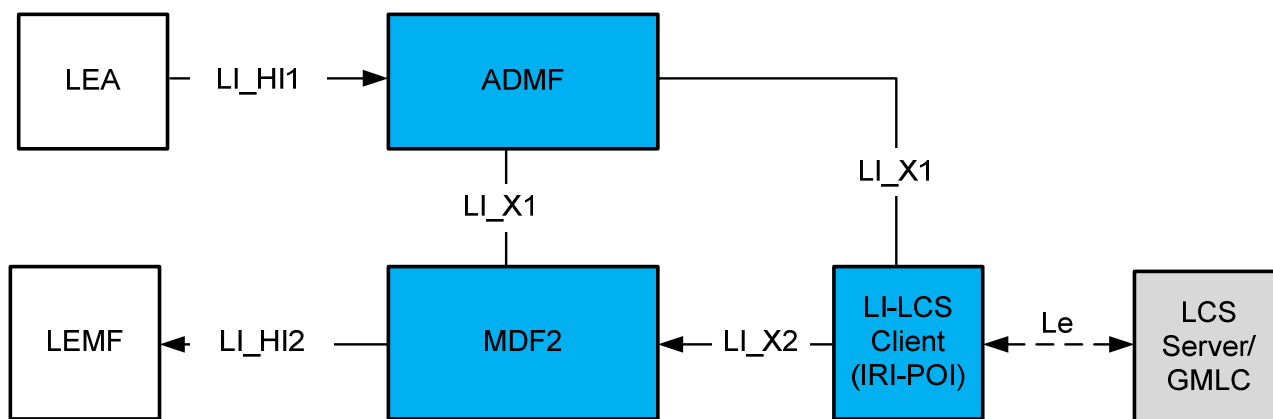 LEA
LI_HI1
ADMF
LI_X1
LI_X1
LEMF
LI_HI2
MDF2
LI_X2
LI-LCS
Client
(IRI-POI)
Le
LCS
Server/
GMLC